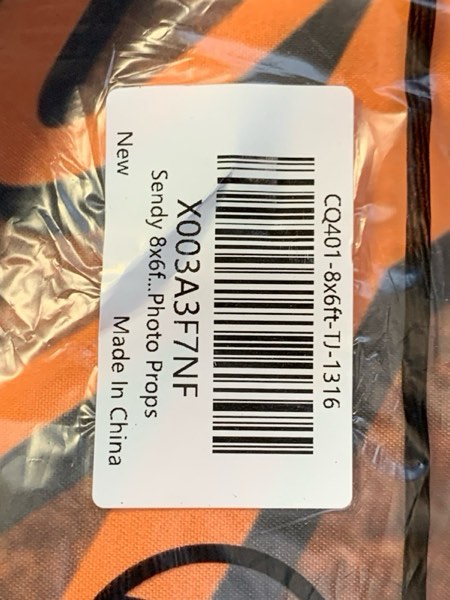 CQ401-8x6ft-TJ-1316
X003A3F7NF
Sendy 8x6f...Photo Props
New Made In China